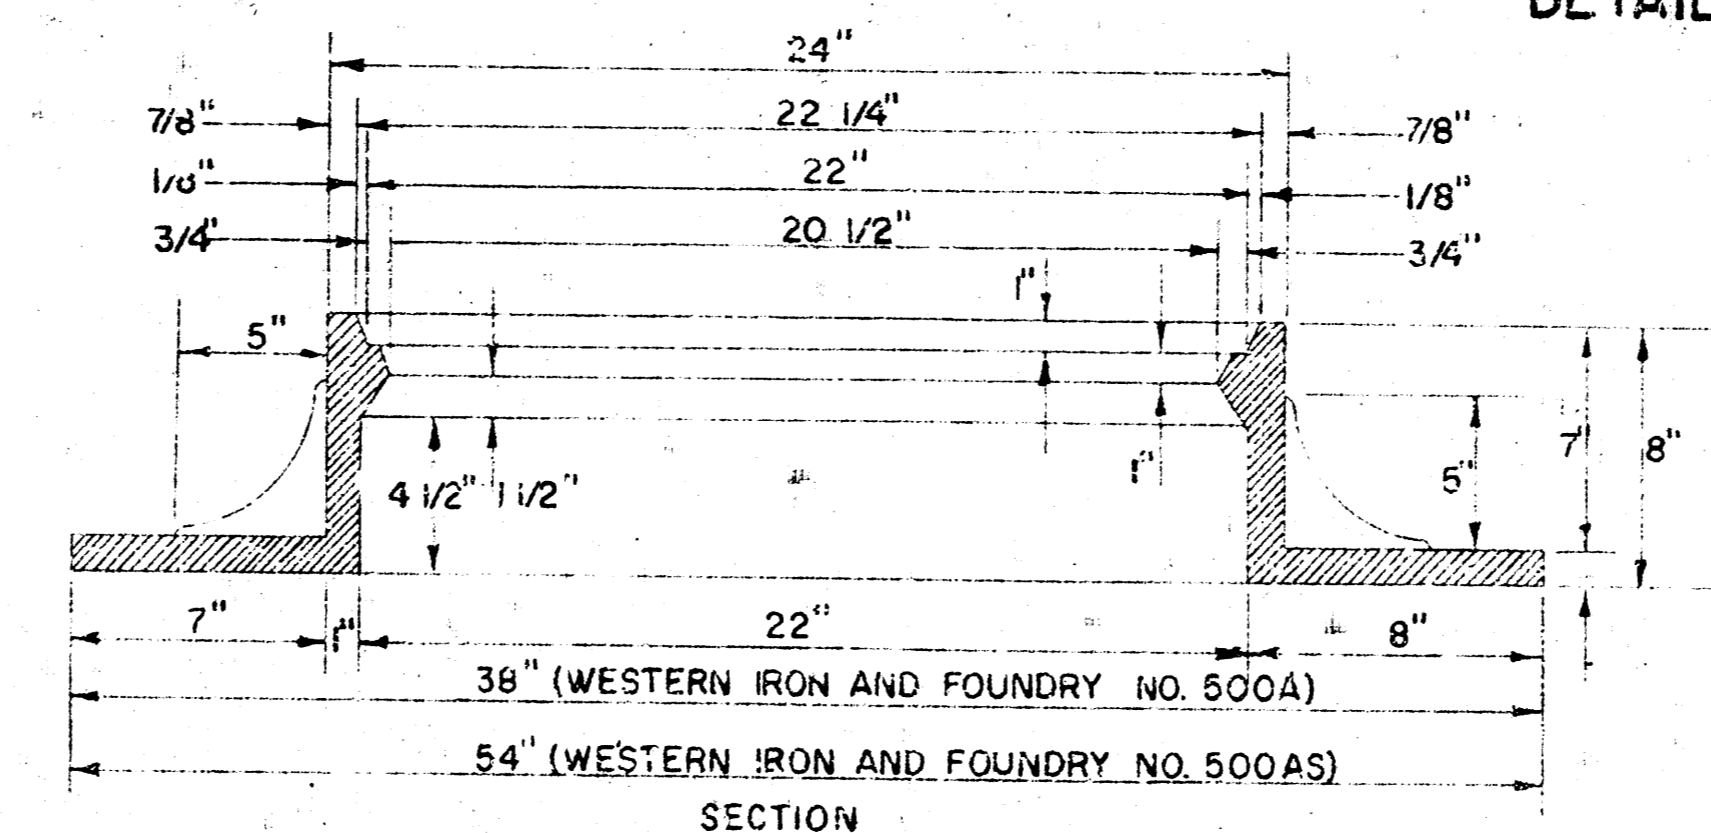 DETAIL
24"
7/8" 22 1/4" 7/8"
1/8" 22" 1/8"
3/4" 20 1/2" 3/4"
1"
5"
7" 8"
4 1/2" 1 1/2" 1" 5"
7" 1" 22" 8"
38" (WESTERN IRON AND FOUNDRY NO. 500A)
54" (WESTERN IRON AND FOUNDRY NO. 500AS)
SECTION